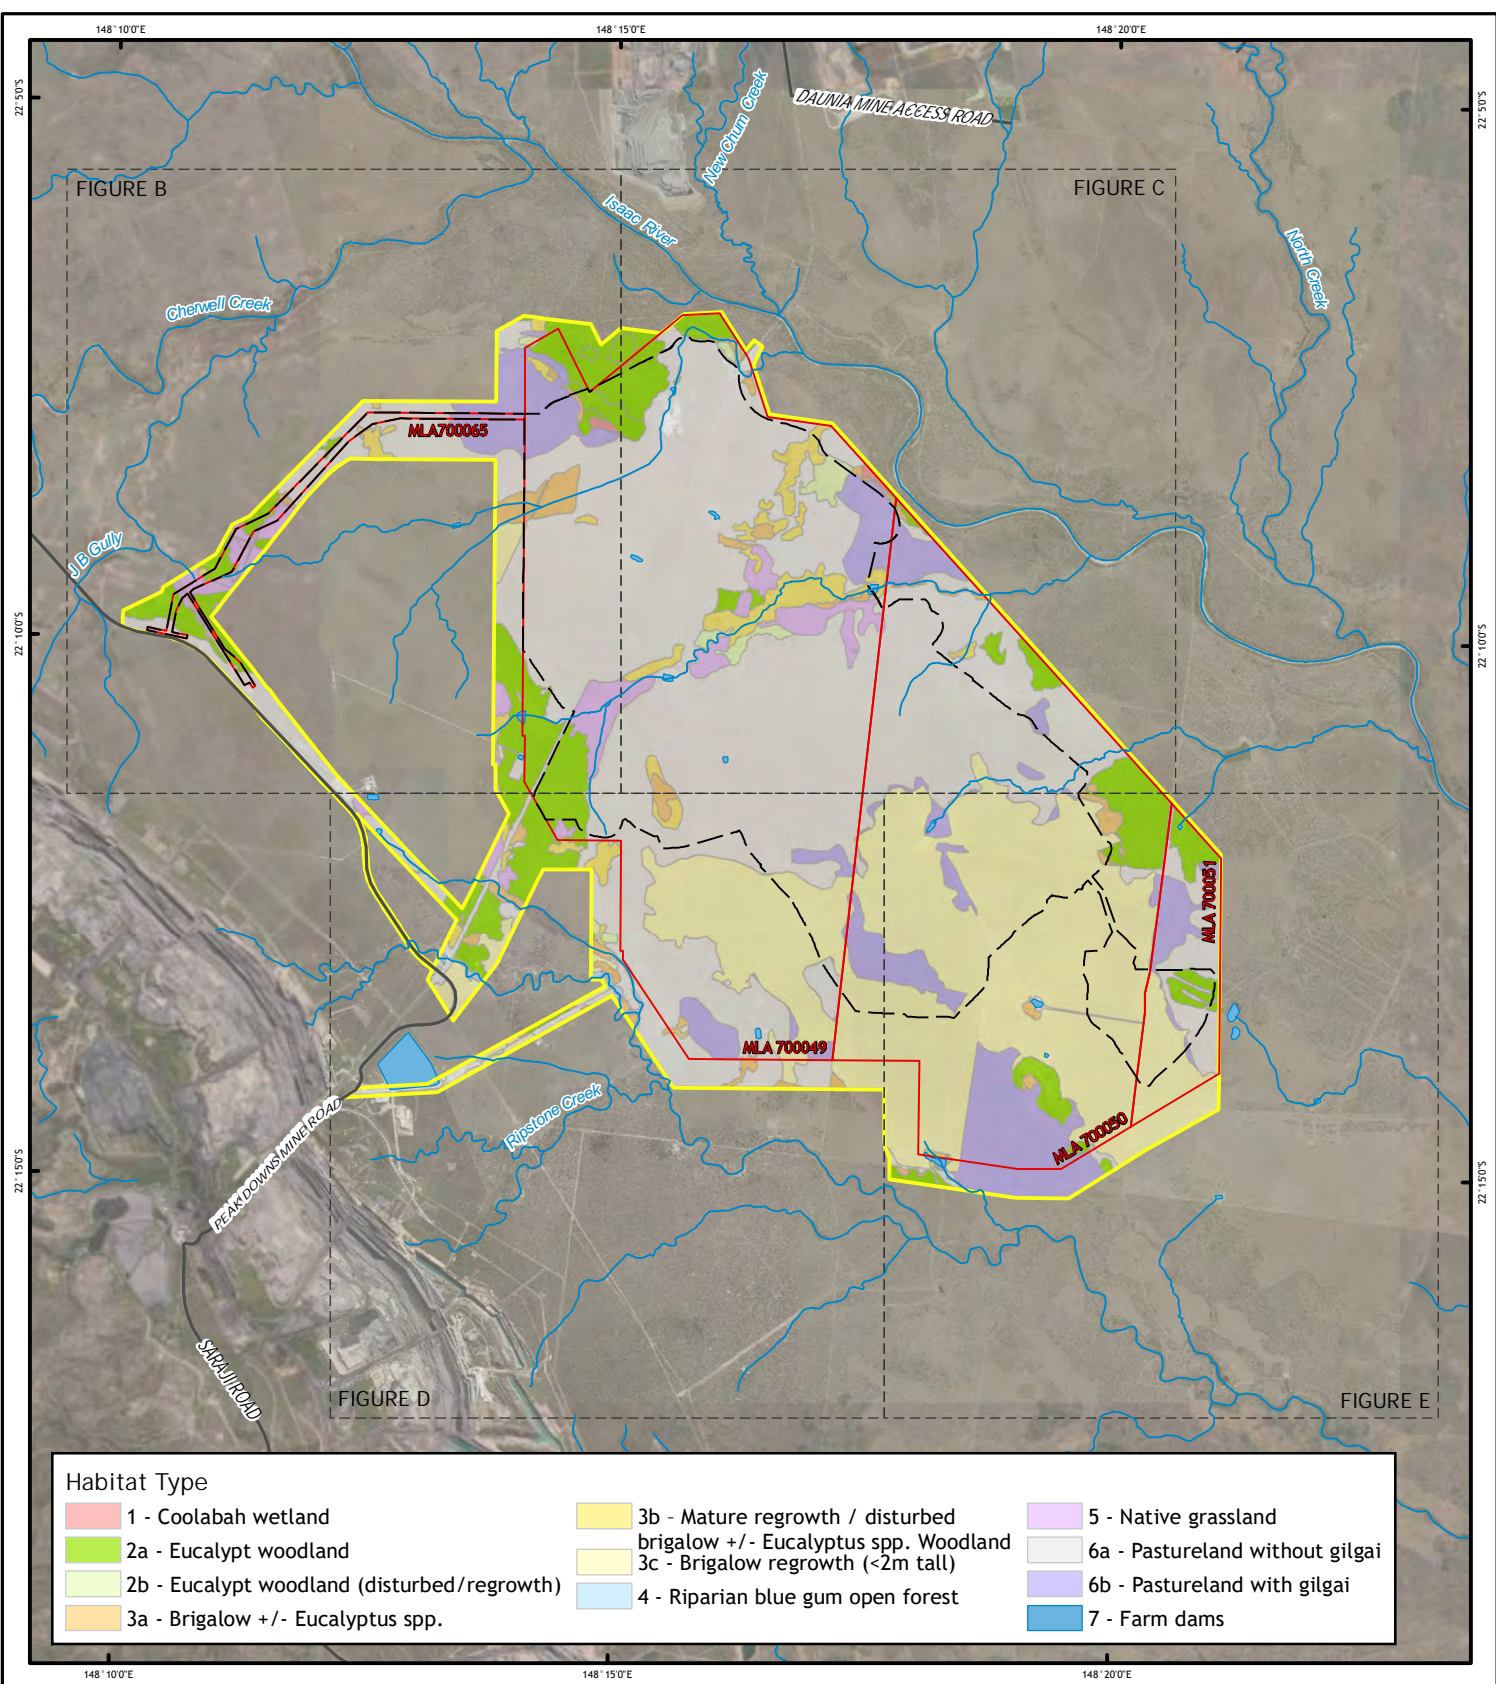 148°10'0"E
148°15'0"E
148°20'0"E
22°5'0"S
22°5'0"S
DAUNIA MINE ACCESS ROAD
New Chum Creek
FIGURE B
FIGURE C
Isaac River
North Creek
Cherwell Creek
MLA700065
J B Gully
22°10'0"S
22°10'0"S
MLA 700051
MLA 700049
Ripstone Creek
PEAK DOWNS MINE ROAD
MLA 700050
22°15'0"S
22°15'0"S
SARAJI ROAD
FIGURE D
FIGURE E
Habitat Type
1 - Coolabah wetland
2a - Eucalypt woodland
2b - Eucalypt woodland (disturbed/regrowth)
3a - Brigalow +/- Eucalyptus spp.
3b - Mature regrowth / disturbed
brigalow +/- Eucalyptus spp. Woodland
3c - Brigalow regrowth (<2m tall)
4 - Riparian blue gum open forest
5 - Native grassland
6a - Pastureland without gilgai
6b - Pastureland with gilgai
7 - Farm dams
148°10'0"E
148°15'0"E
148°20'0"E